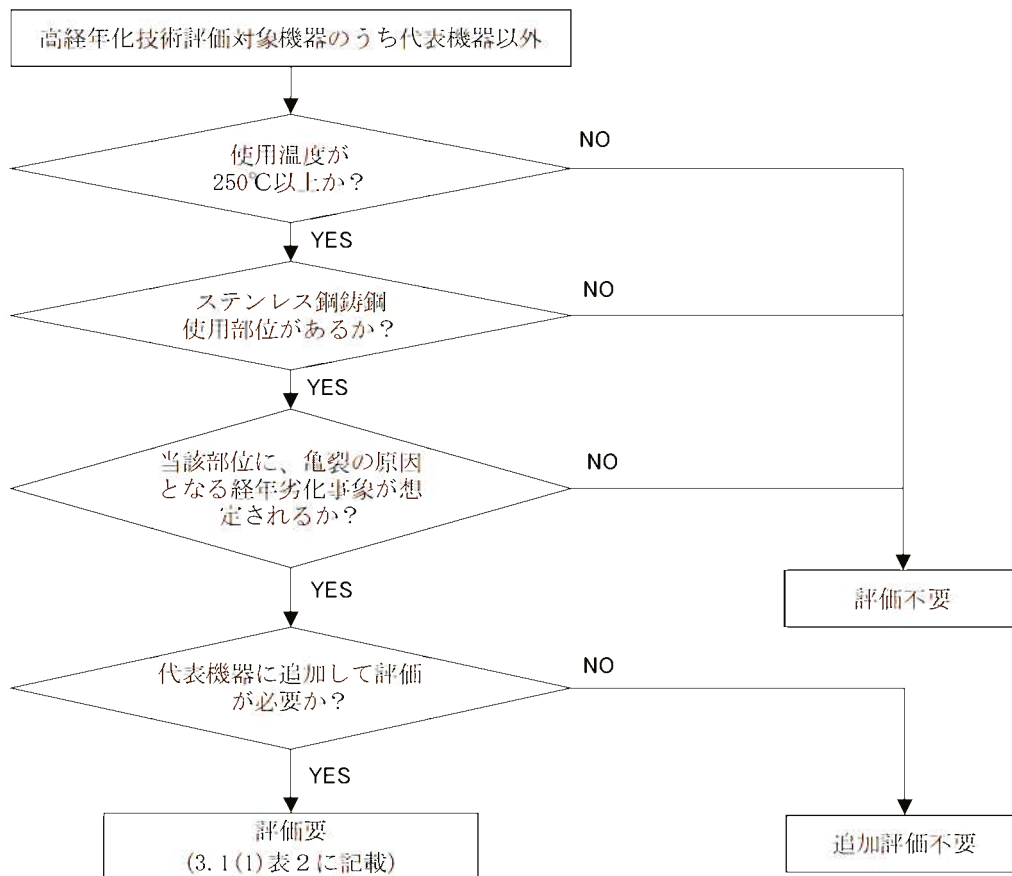 高経年化技術評価対象機器のうち代表機器以外
使用温度が
250℃以上か？
NO
YES
ステンレス鋼鋳鋼
使用部位があるか？
NO
YES
当該部位に、亀裂の原因
となる経年劣化事象が想
定されるか？
NO
YES
評価不要
代表機器に追加して評価
が必要か？
NO
YES
評価要
(3.1(1)表２に記載)
追加評価不要